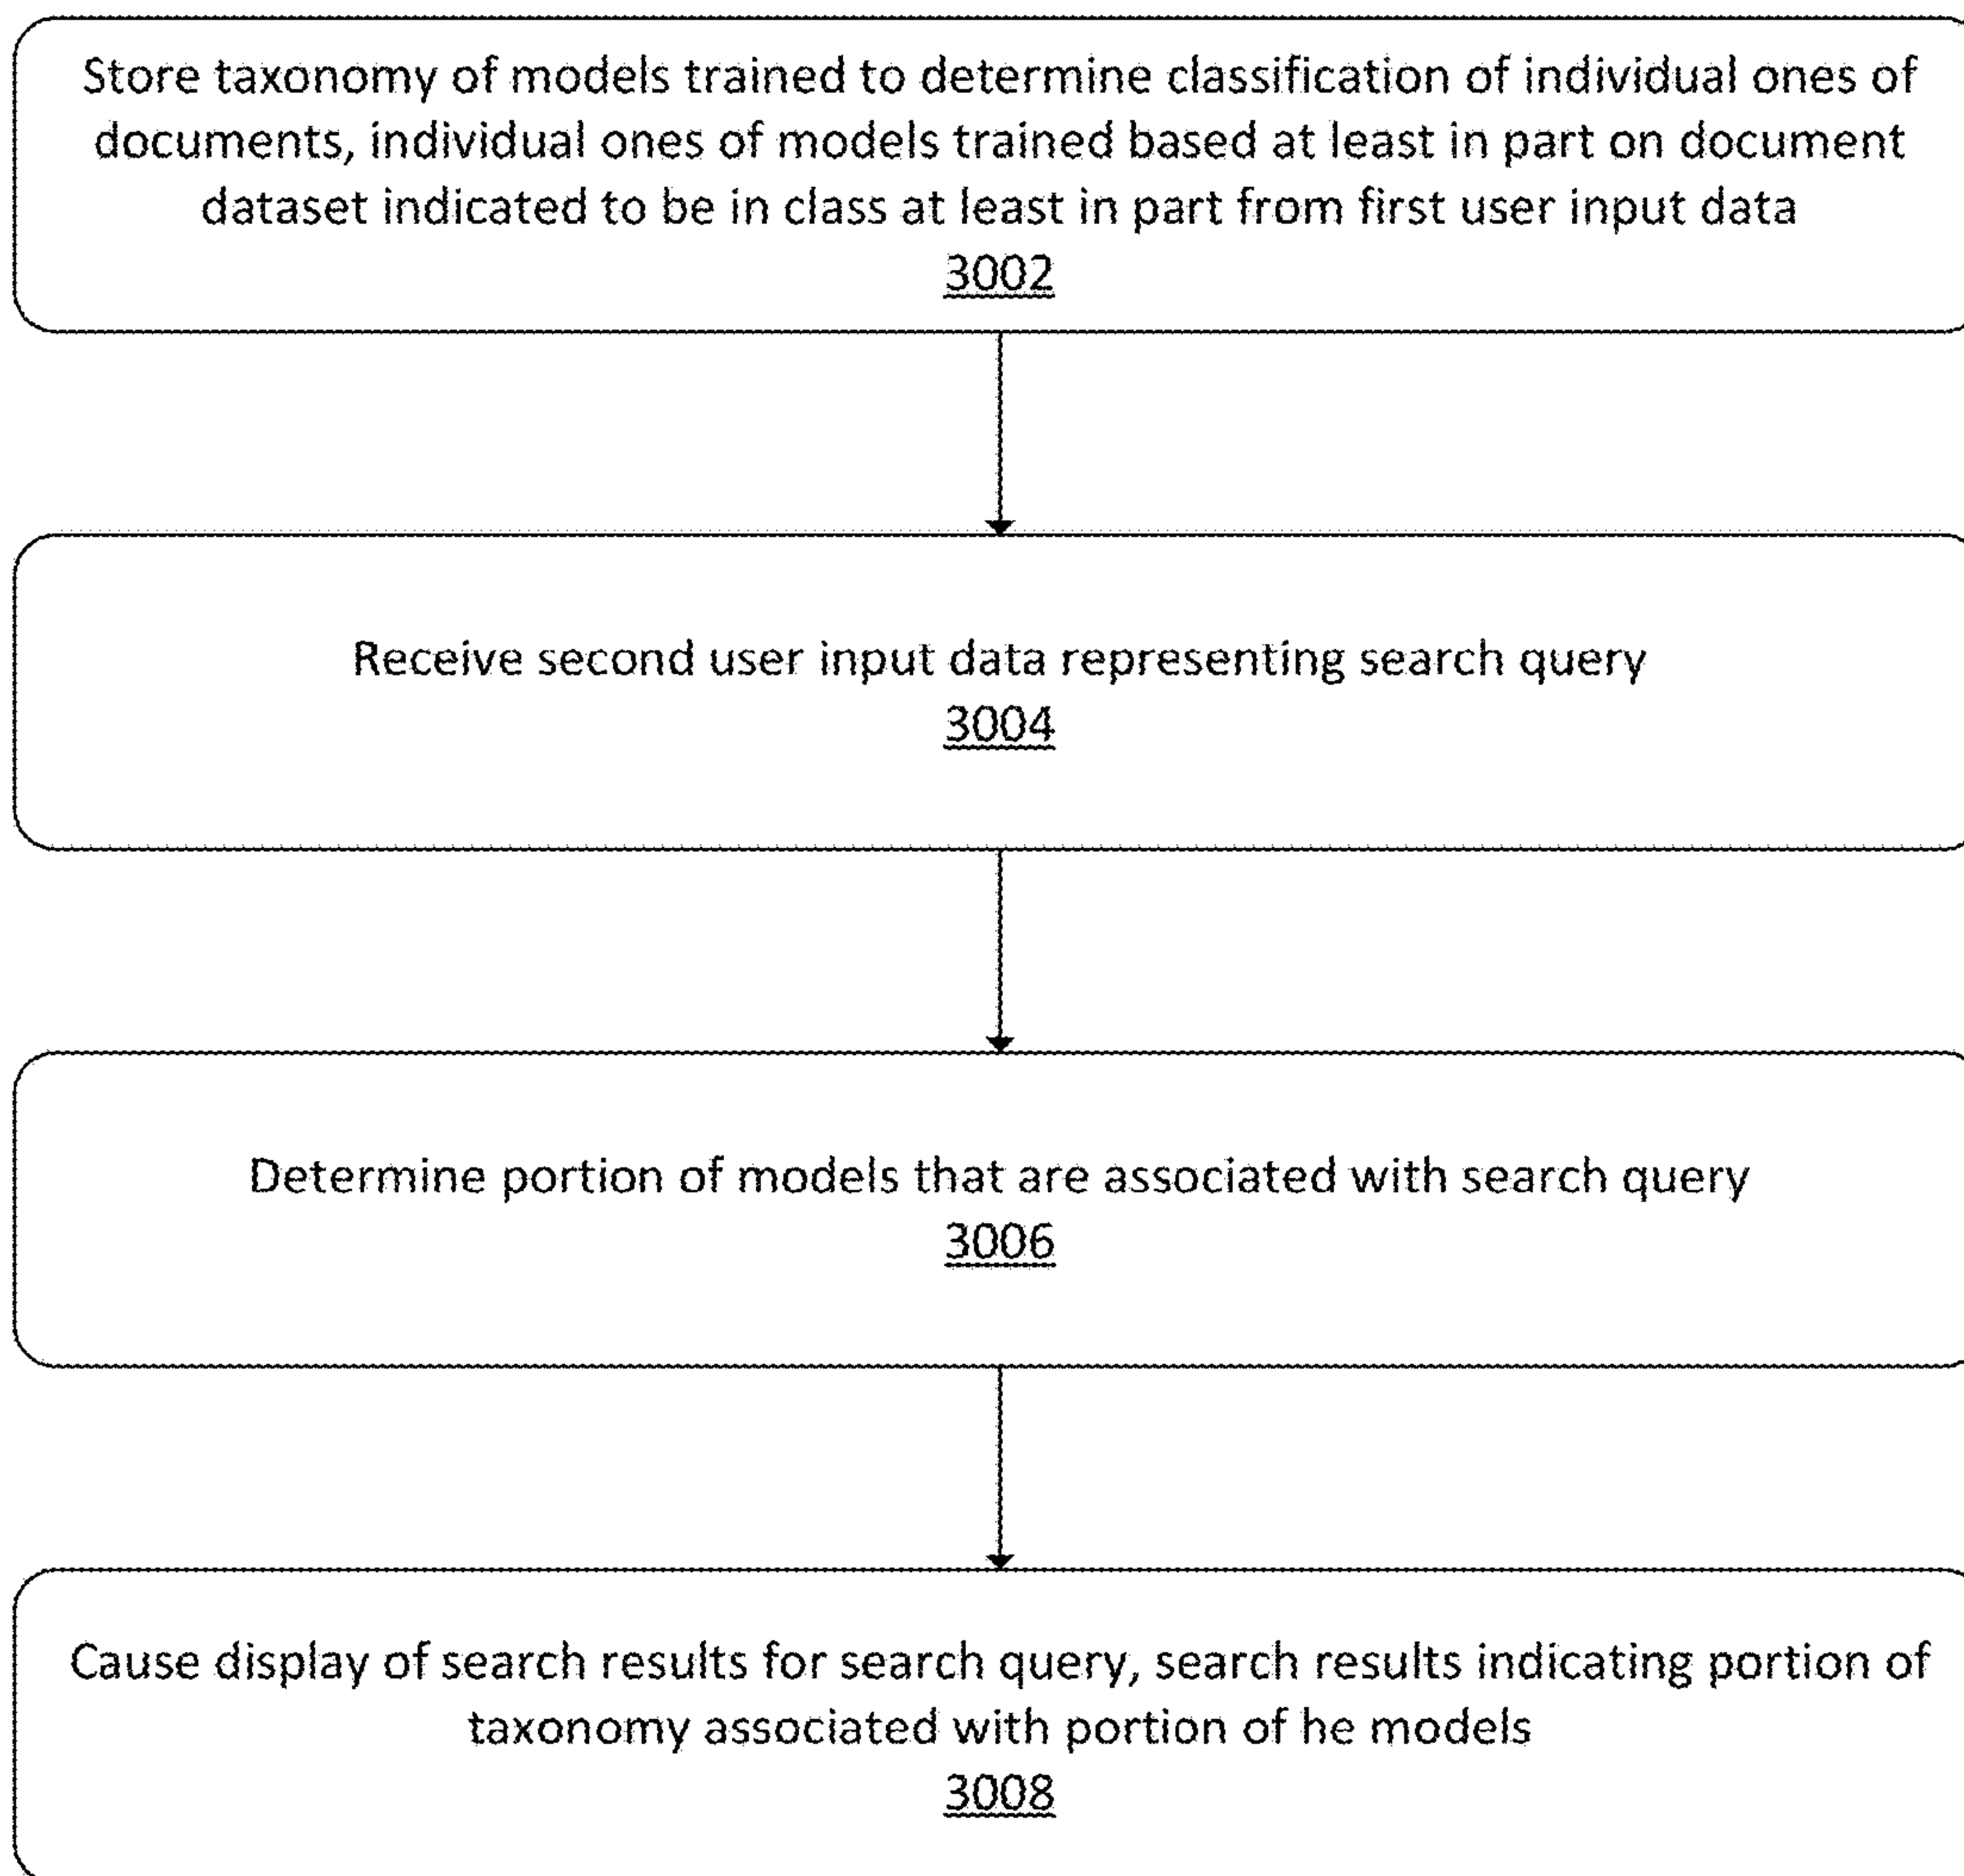 Store taxonomy of models trained to determine classification of individual ones of
documents, individual ones of models trained based at least in part on document
dataset indicated to be in class at least in part from first user input data
3002
Receive second user input data representing search query
3004
Determine portion of models that are associated with search query
3006
Cause display of search results for search query, search results indicating portion of
taxonomy associated with portion of he models
3008